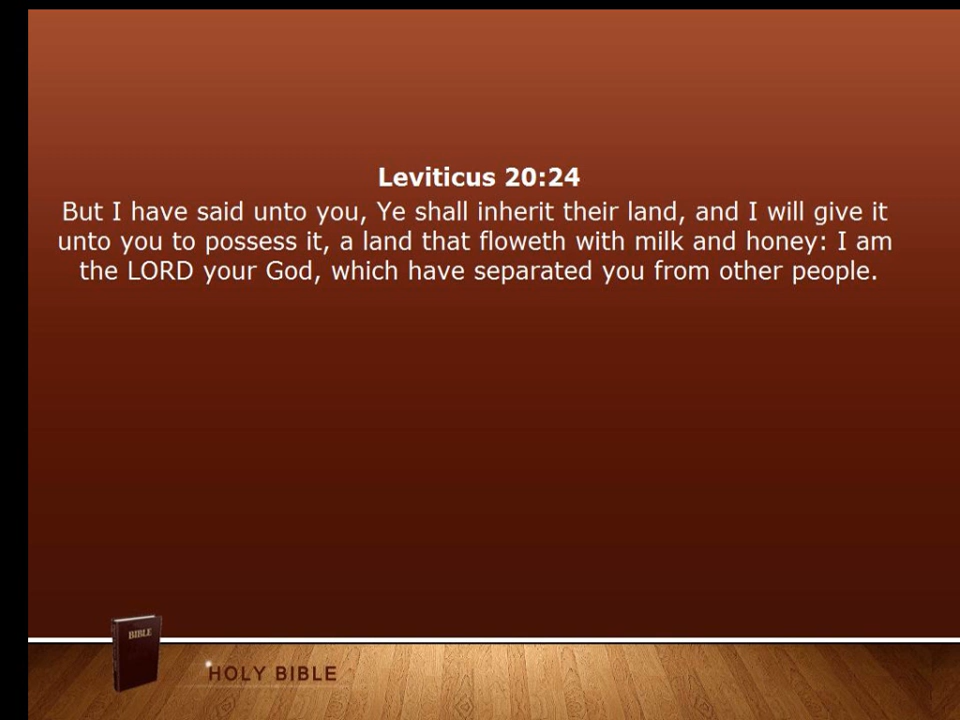 Leviticus 20:24
But I have said unto you, Ye shall inherit their land, and I will give it
unto you to possess it, a land that floweth with milk and honey: I am
the LORD your God, which have separated you from other people.
BIBLE
HOLY BIBLE